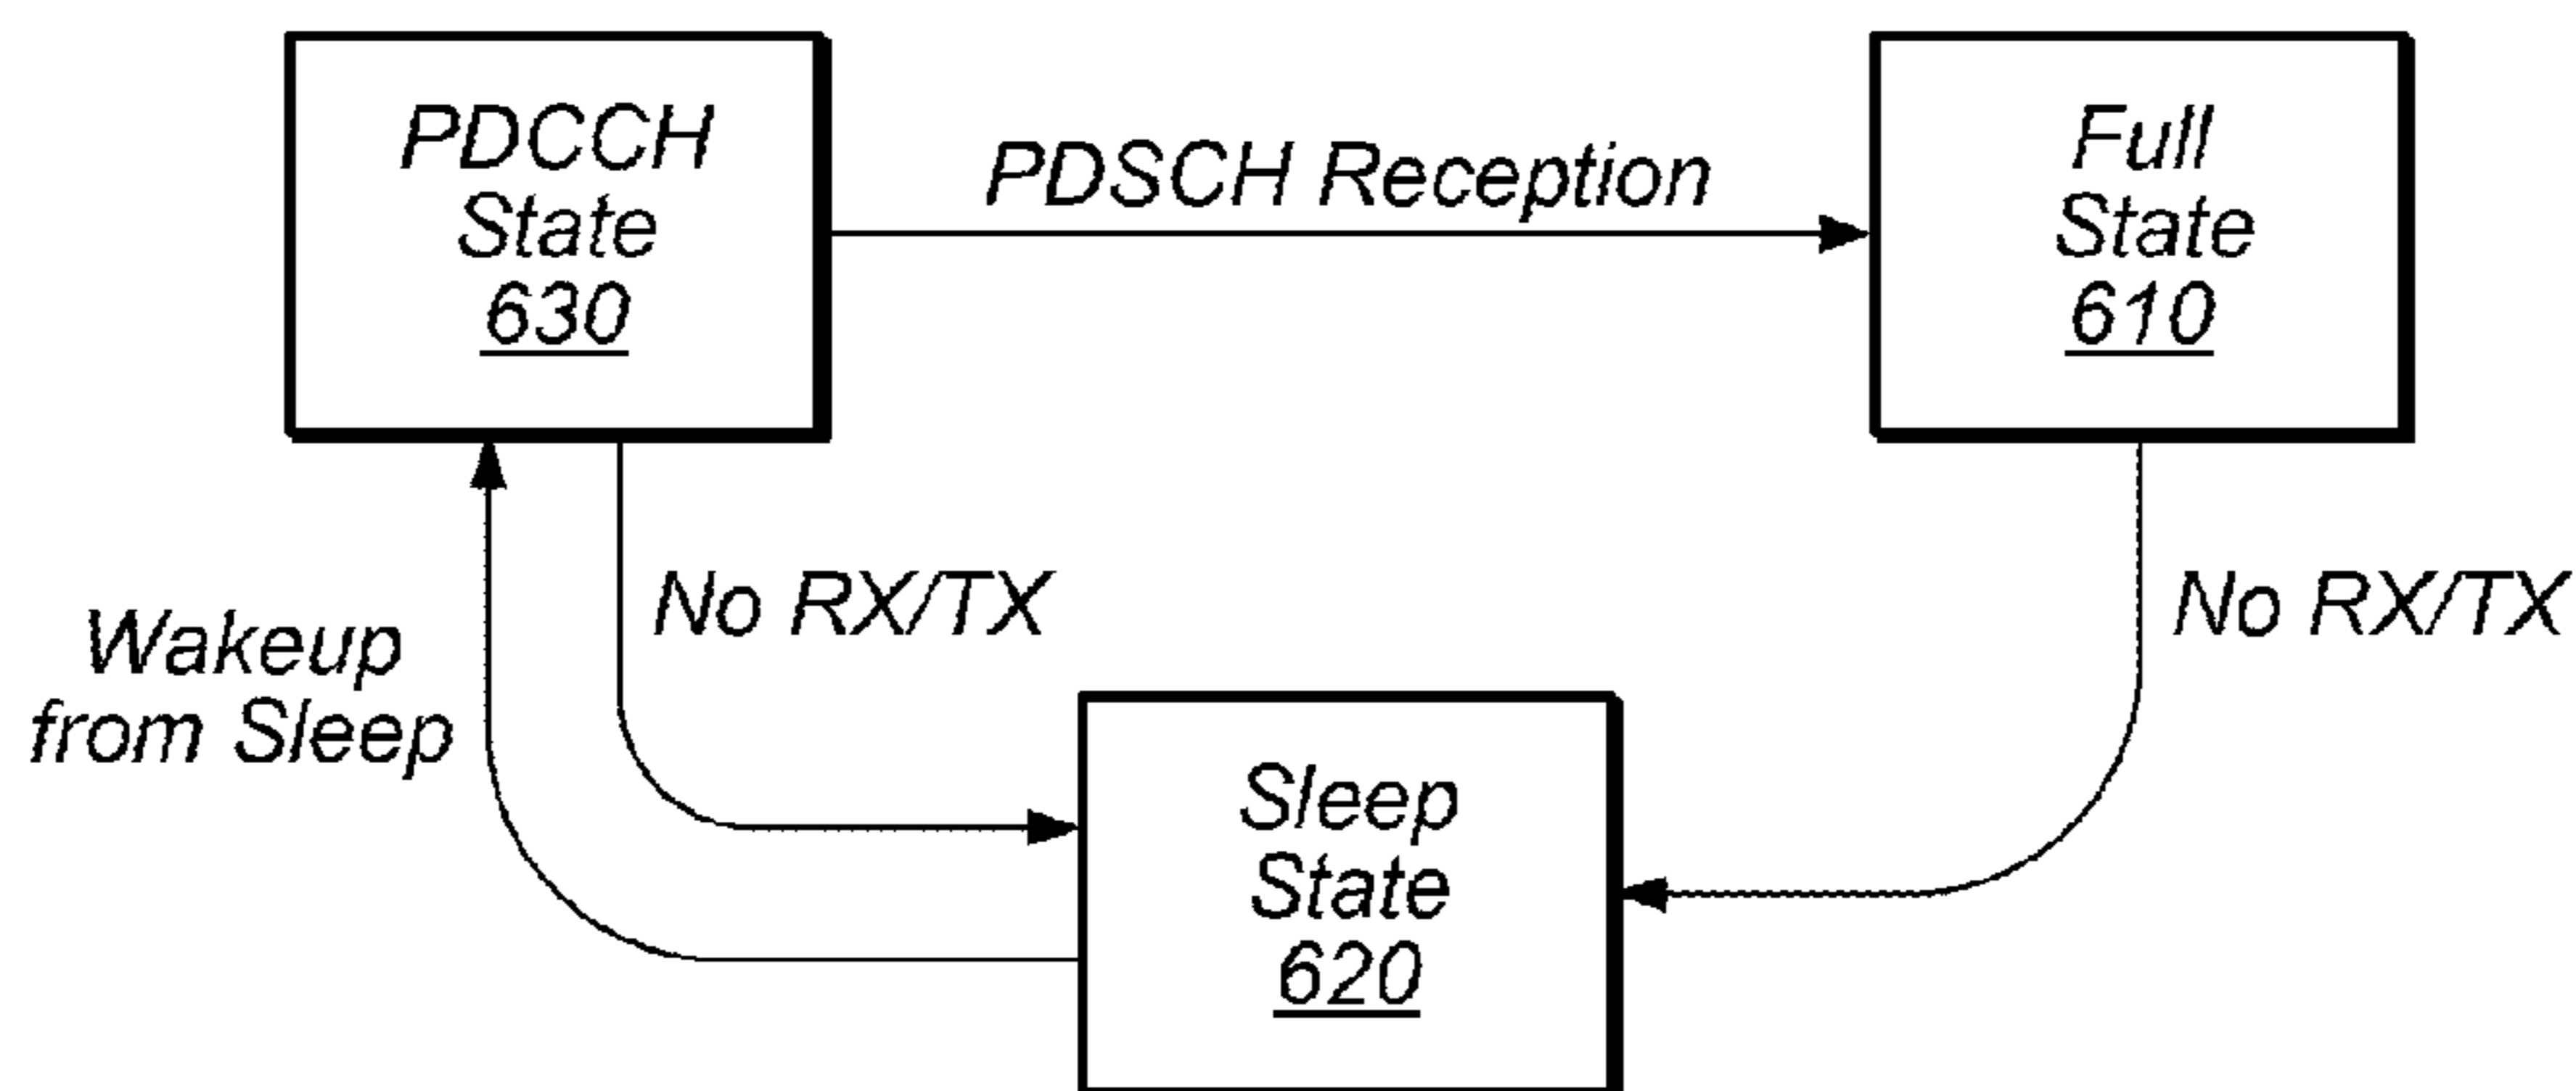 PDCCH
State
630
PDSCH Reception
Full
State
610
Wakeup
from Sleep
No RX/TX
No RX/TX
Sleep
State
620